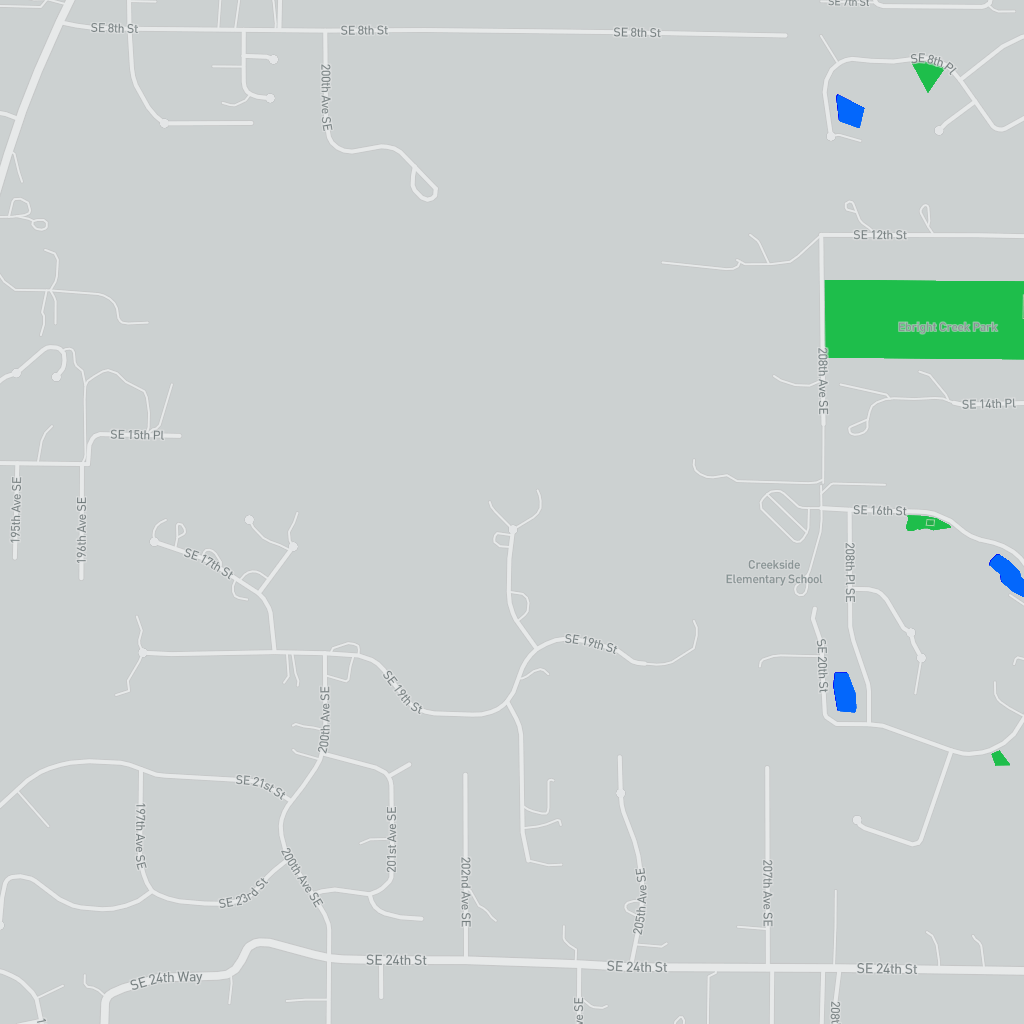 SE 7th St
SE 8th St
SE 8th St
SE 8th St
SE 8th Pl
200th Ave SE
SE 12th St
Ebright Creek Park
208th Ave SE
SE 14th Pl
SE 15th Pl
195th Ave SE
196th Ave SE
SE 16th St
SE 17th St
208th Pl SE
Creekside
Elementary School
SE 19th St
SE 20th St
SE 19th St
200th Ave SE
SE 21st St
197th Ave SE
201st Ave SE
200th Ave SE
202nd Ave SE
205th Ave SE
207th Ave SE
SE 23rd St
SE 24th St
SE 24th St
SE 24th St
SE 24th Way